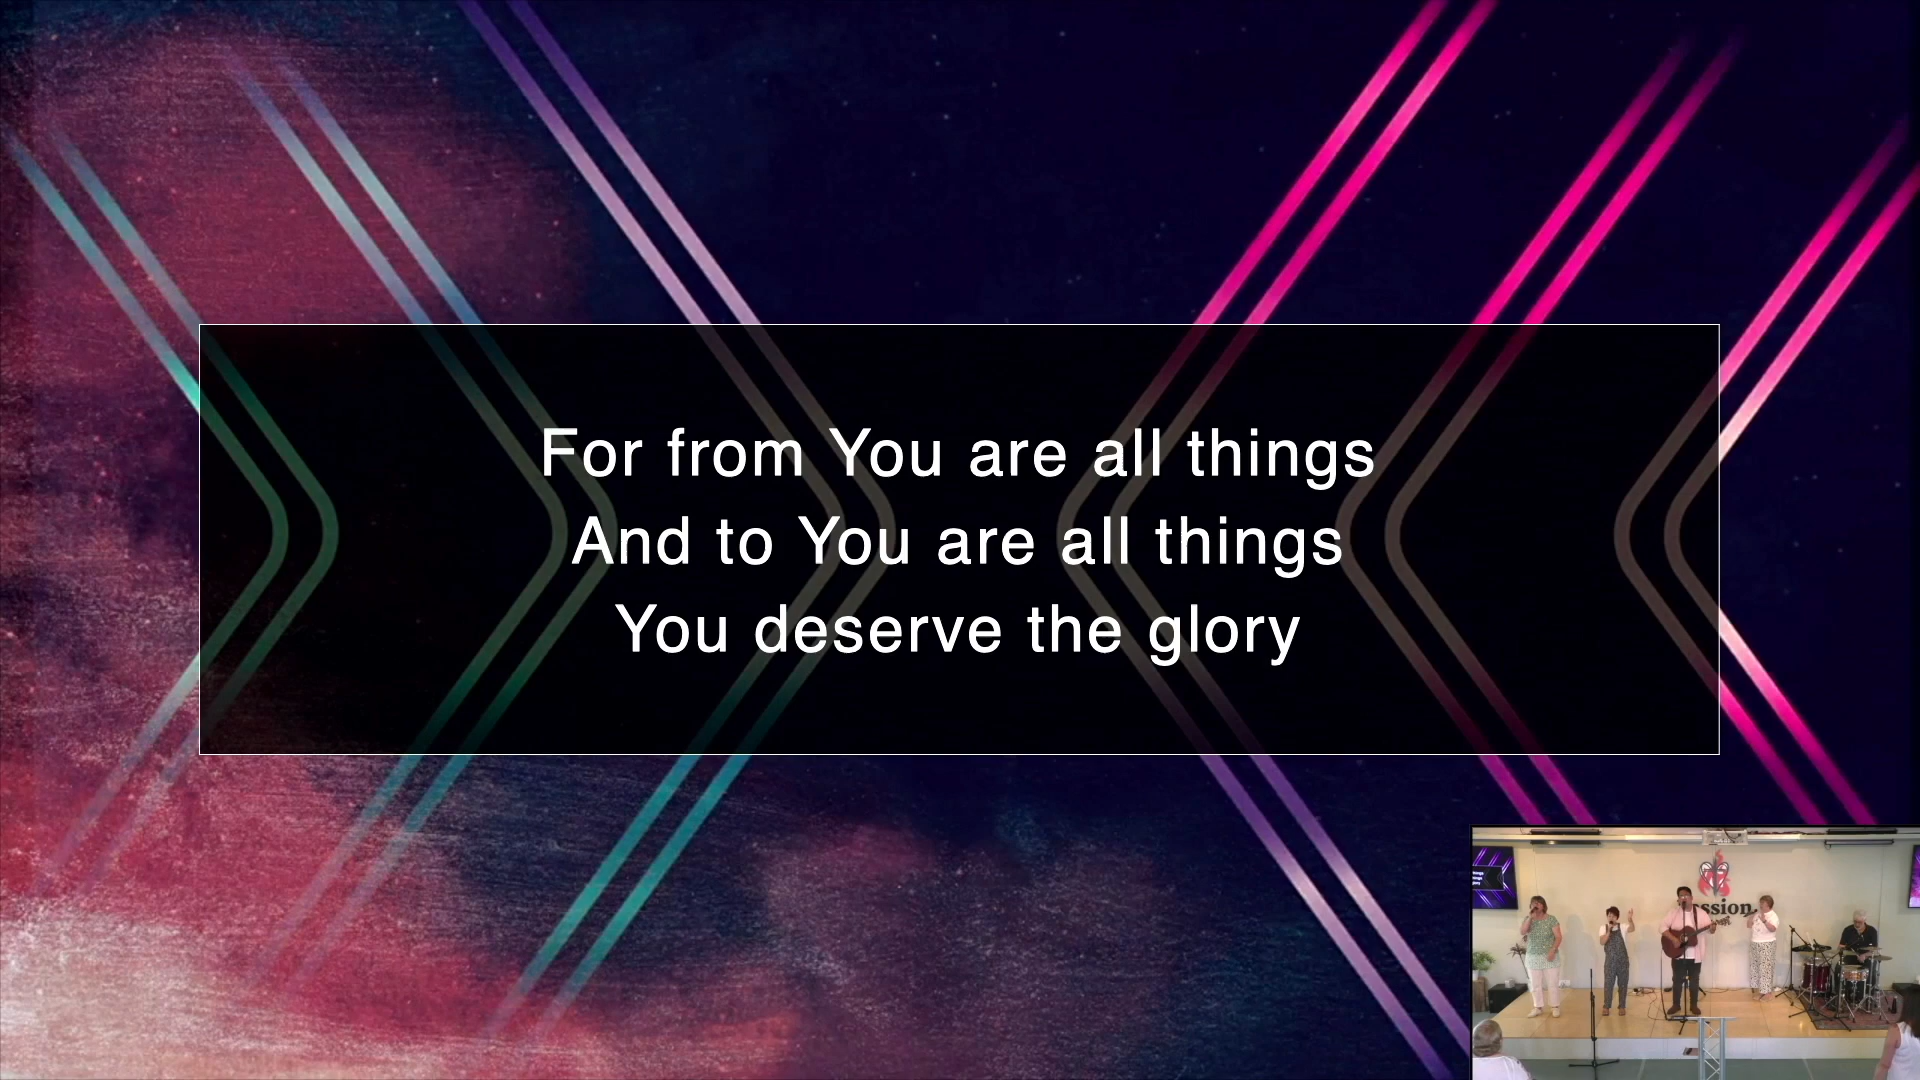 For from You are all things
And to You are all things
You deserve the glory